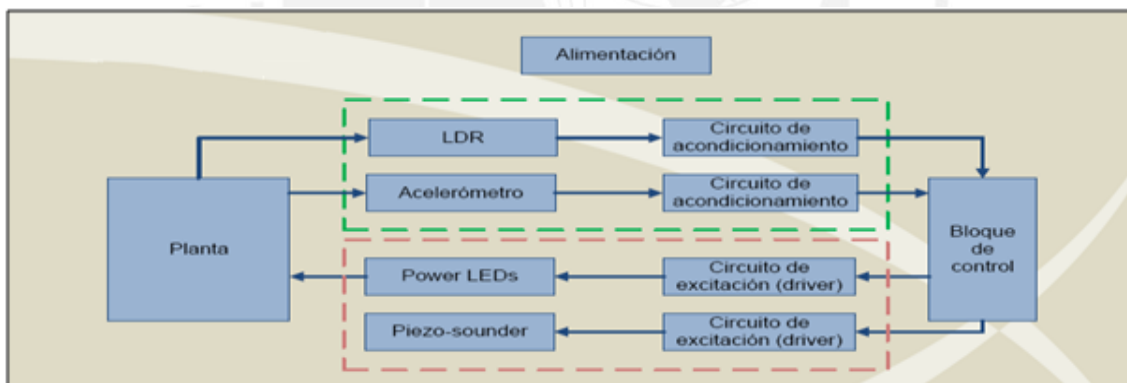 Alimentación
LDR
Circuito de
acondicionamiento
Acelerómetro
Circuito de
acondicionamiento
Planta
Bloque
de
control
Power LEDs
Circuito de
excitación (driver)
Piezo-sounder
Circuito de
excitación (driver)